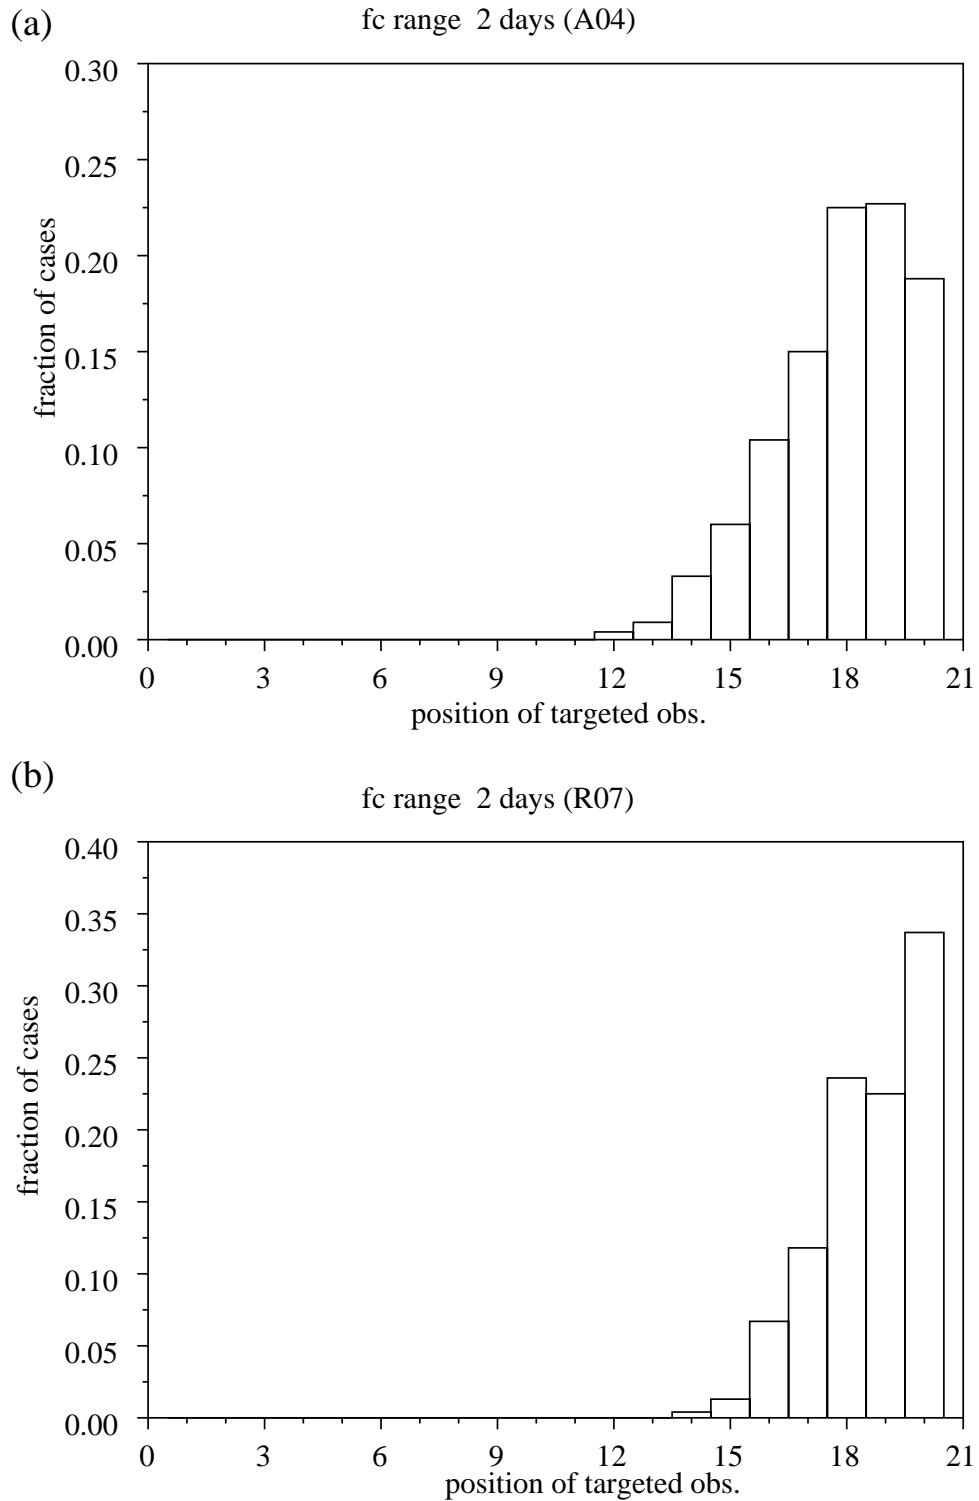 (a)
fc range 2 days (A04)
0.30
0.25
0.20
0.15
0.10
0.05
0.00
fraction of cases
0 3 6 9 12 15 18 21
position of targeted obs.
(b)
fc range 2 days (R07)
0.40
0.35
0.30
0.25
0.20
0.15
0.10
0.05
0.00
fraction of cases
0 3 6 9 12 15 18 21
position of targeted obs.